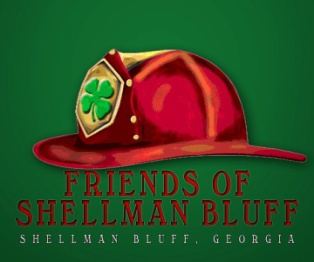 FRIENDS OF
SHELLMAN BLUFF
SHELLMAN BLUFF, GEORGIA